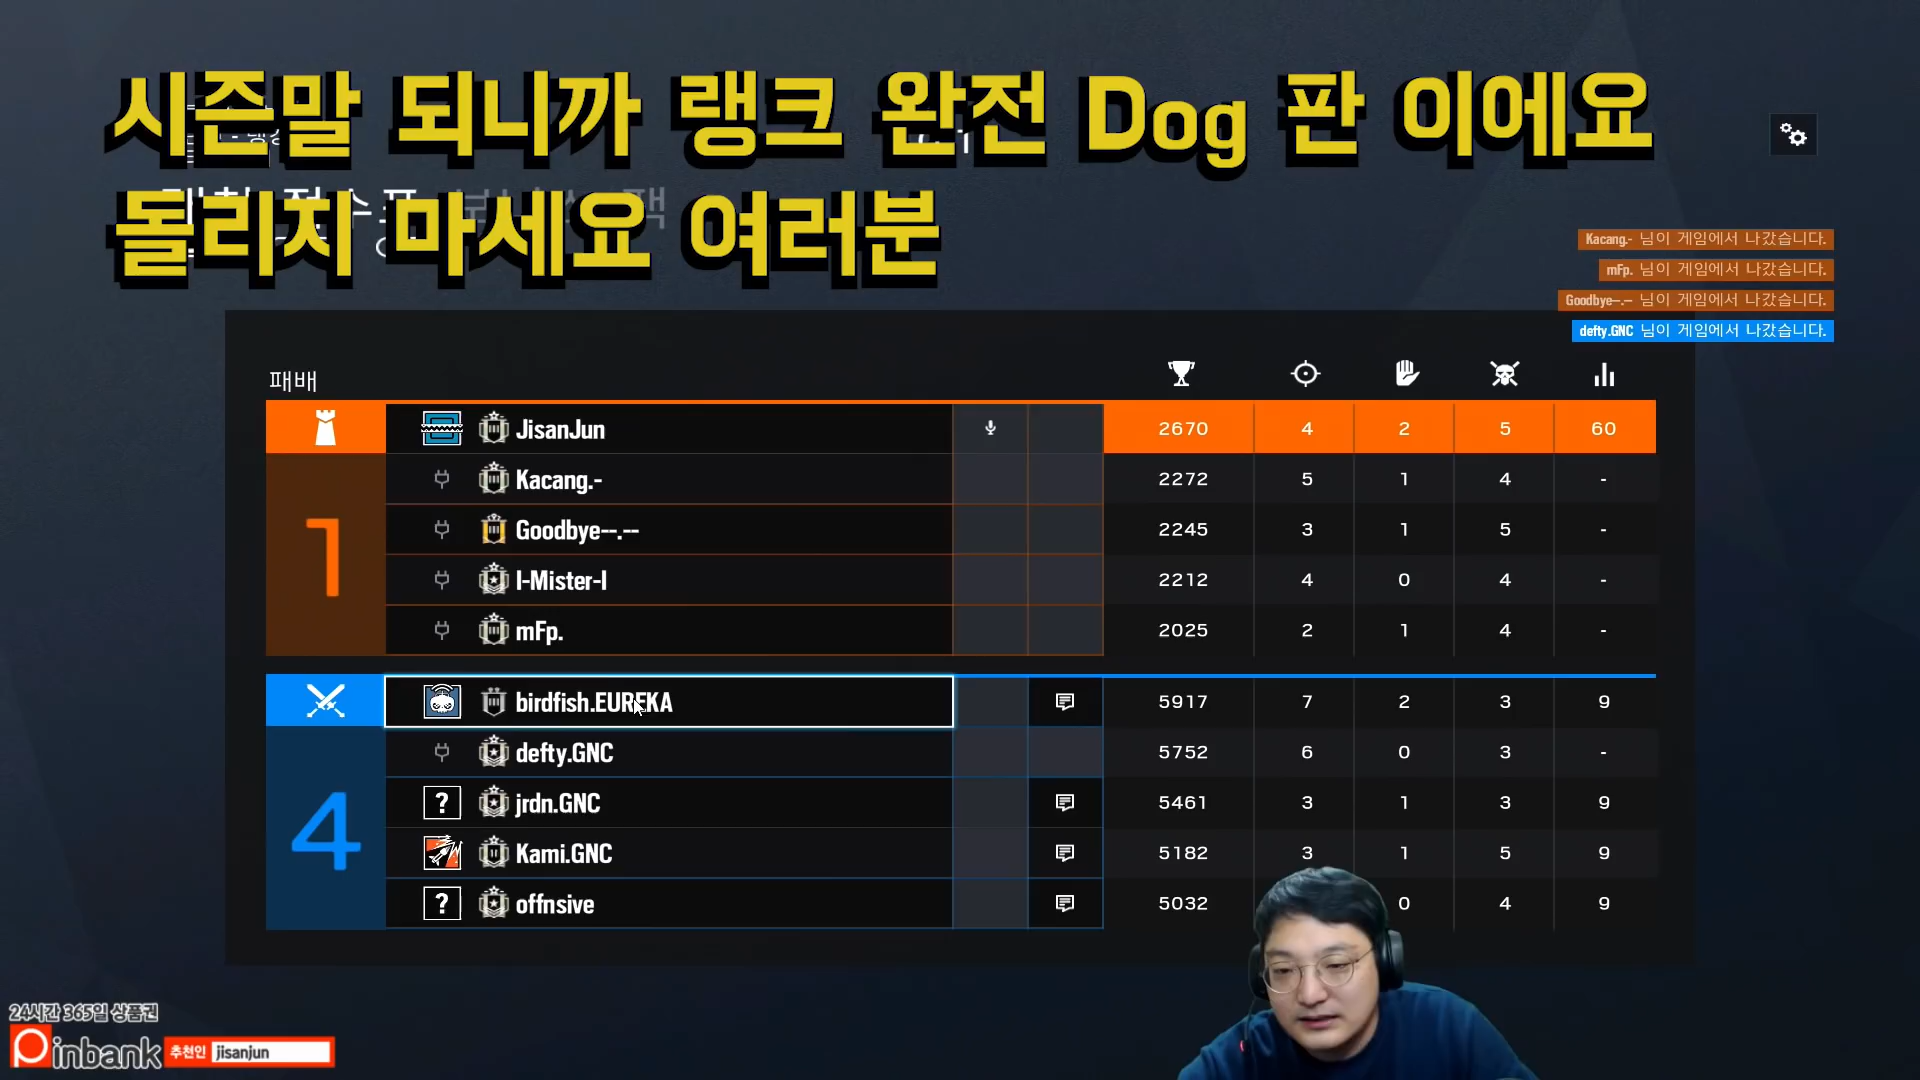 시즌말 되니까 랭크 완전 Dog 판 이에요
돌리지 마세요 여러분
Kacang.- 님이 게임에서 나갔습니다.
mFp. 님이 게임에서 나갔습니다.
Goodbye--.-- 님이 게임에서 나갔습니다.
defty.GNC 님이 게임에서 나갔습니다.
패배
JisanJun 2670 4 2 5 60
1
Kacang.- 2272 5 1 4 -
Goodbye--.-- 2245 3 1 5 -
I-Mister-I 2212 4 0 4 -
mFp. 2025 2 1 4 -
birdfish.EUREKA 5917 7 2 3 9
4
defty.GNC 5752 6 0 3 -
? jrdn.GNC 5461 3 1 3 9
Kami.GNC 5182 3 1 5 9
? offnsive 5032 0 4 9
24시간 365일 상품권
Pinbank 추천인 jisanjun